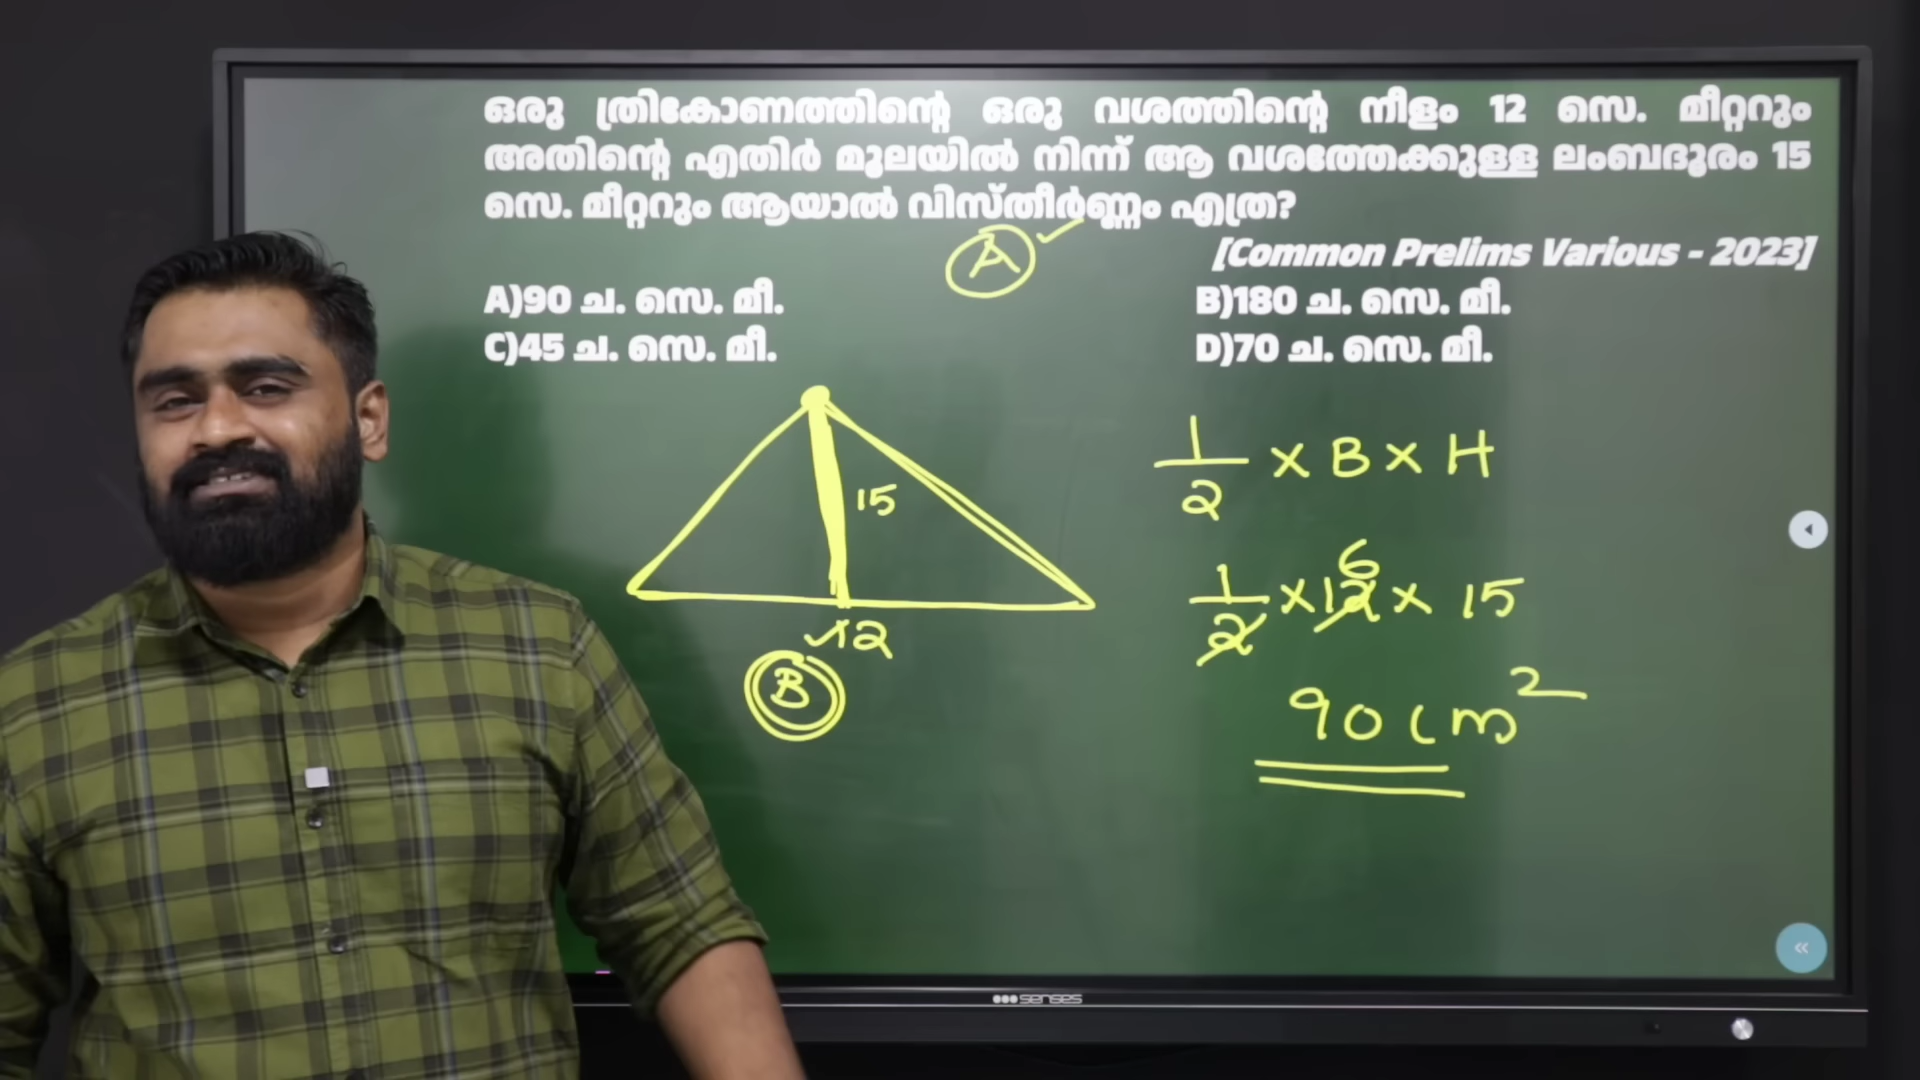 ഒരു ത്രികോണത്തിന്റെ ഒരു വശത്തിന്റെ നീളം 12 സെ. മീറ്ററും
അതിന്റെ എതിർ മൂലയിൽ നിന്ന് ആ വശത്തേക്കുള്ള ലംബദൂരം 15
സെ. മീറ്ററും ആയാൽ വിസ്തീർണ്ണം എത്ര?
A ✓
[Common Prelims Various - 2023]
A)90 ച. സെ. മീ.
B)180 ച. സെ. മീ.
C)45 ച. സെ. മീ.
D)70 ച. സെ. മീ.
15
12
B
1/2 × B × H
6
1/2 × 12 × 15
90 cm²
senses